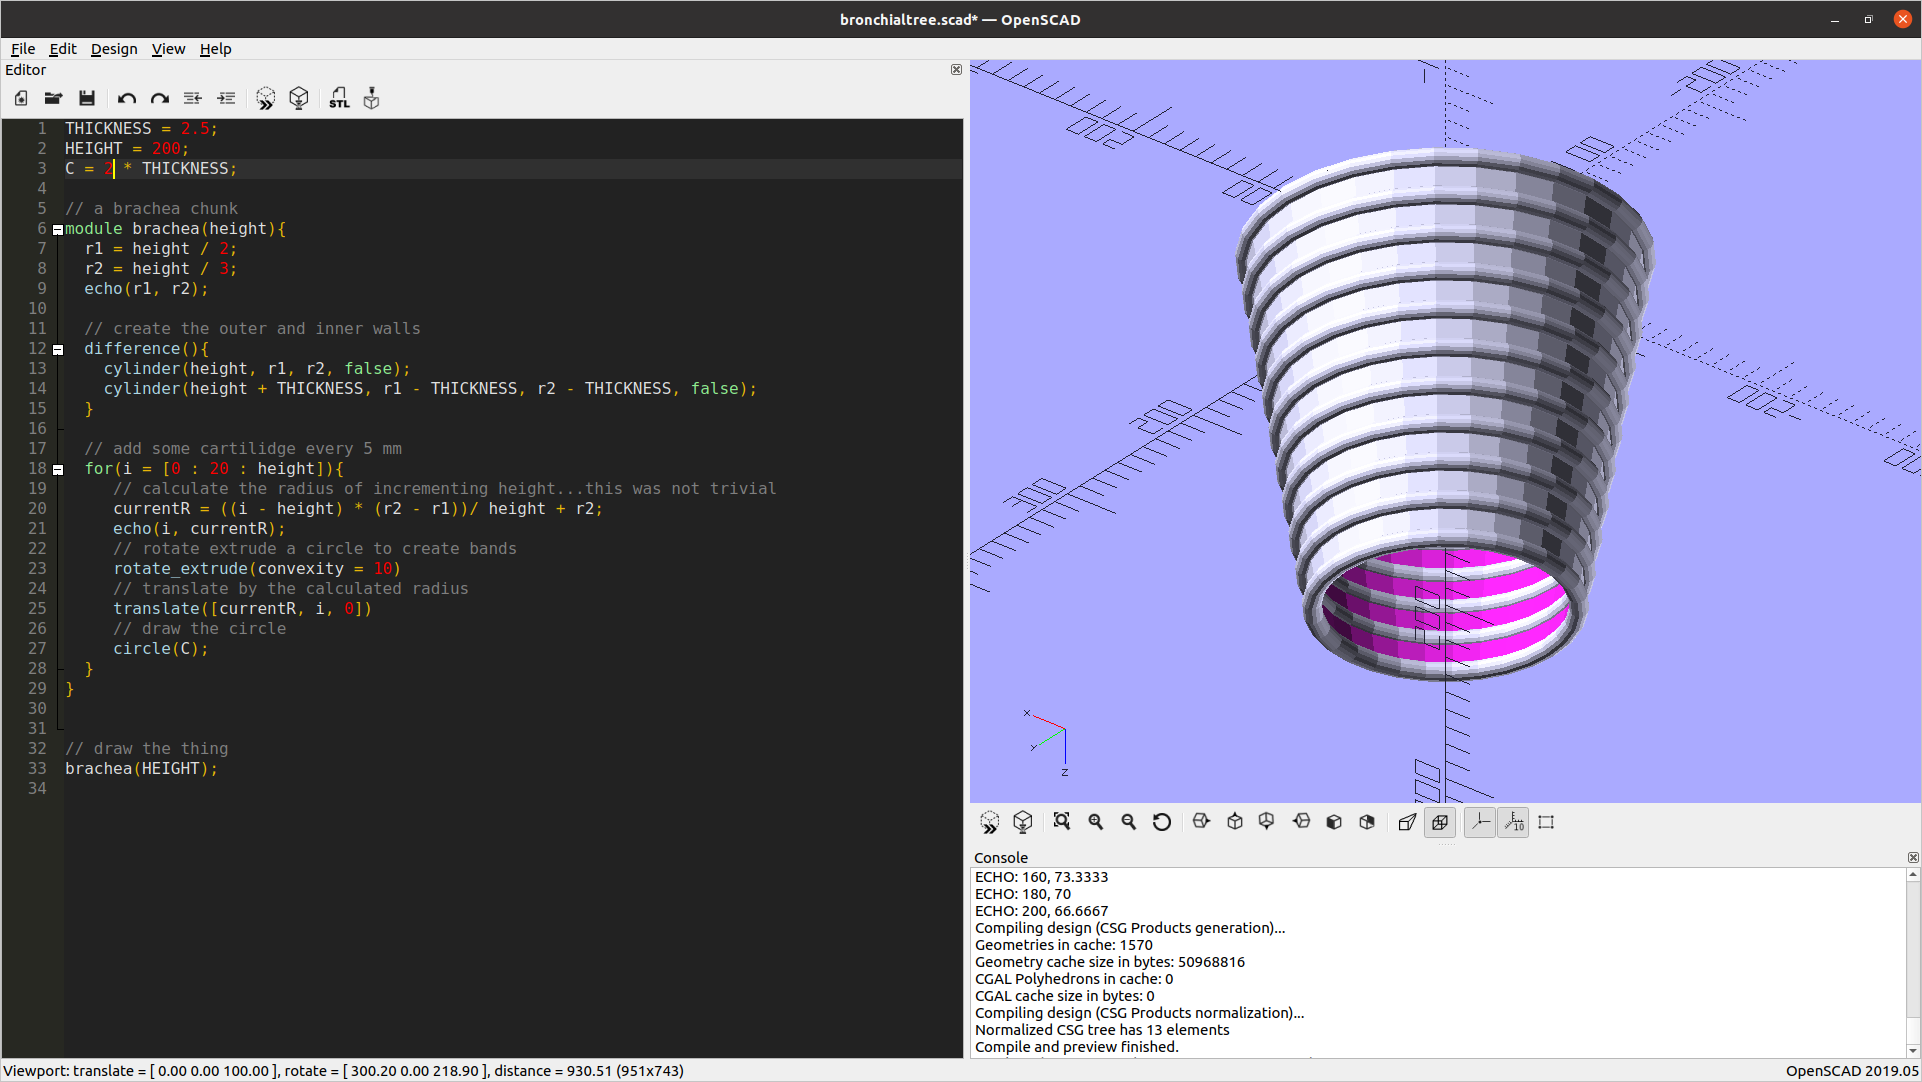 bronchialtree.scad* — OpenSCAD
File Edit Design View Help
Editor
STL
1 THICKNESS = 2.5;
2 HEIGHT = 200;
3 C = 2 * THICKNESS;
4
5 // a brachea chunk
6 module brachea(height){
7 r1 = height / 2;
8 r2 = height / 3;
9 echo(r1, r2);
10
11 // create the outer and inner walls
12 difference(){
13 cylinder(height, r1, r2, false);
14 cylinder(height + THICKNESS, r1 - THICKNESS, r2 - THICKNESS, false);
15 }
16
17 // add some cartilidge every 5 mm
18 for(i = [0 : 20 : height]){
19 // calculate the radius of incrementing height...this was not trivial
20 currentR = ((i - height) * (r2 - r1))/ height + r2;
21 echo(i, currentR);
22 // rotate extrude a circle to create bands
23 rotate_extrude(convexity = 10)
24 // translate by the calculated radius
25 translate([currentR, i, 0])
26 // draw the circle
27 circle(C);
28 }
29 }
30
31
32 // draw the thing
33 brachea(HEIGHT);
34
x
y
z
10
Console
ECHO: 160, 73.3333
ECHO: 180, 70
ECHO: 200, 66.6667
Compiling design (CSG Products generation)...
Geometries in cache: 1570
Geometry cache size in bytes: 50968816
CGAL Polyhedrons in cache: 0
CGAL cache size in bytes: 0
Compiling design (CSG Products normalization)...
Normalized CSG tree has 13 elements
Compile and preview finished.
Viewport: translate = [ 0.00 0.00 100.00 ], rotate = [ 300.20 0.00 218.90 ], distance = 930.51 (951x743)
OpenSCAD 2019.05